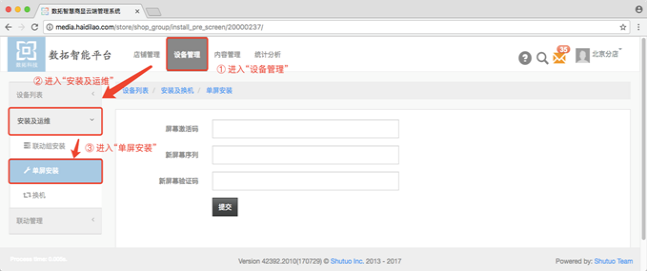 数拓智慧商显云端管理系统
media.haidilao.com/store/shop_group/install_pre_screen/20000237/
数拓智能平台
店铺管理 设备管理 内容管理 统计分析
35
北京分店
① 进入“设备管理”
② 进入“安装及运维”
设备列表
设备列表 / 安装及换机 / 单屏安装
安装及运维
联动组安装
③ 进入“单屏安装”
单屏安装
换机
联动管理
屏幕激活码
新屏幕序列
新屏幕验证码
提交
Version 42392.2010(170729) © Shutuo Inc. 2013 - 2017
Powered by: Shutuo Team